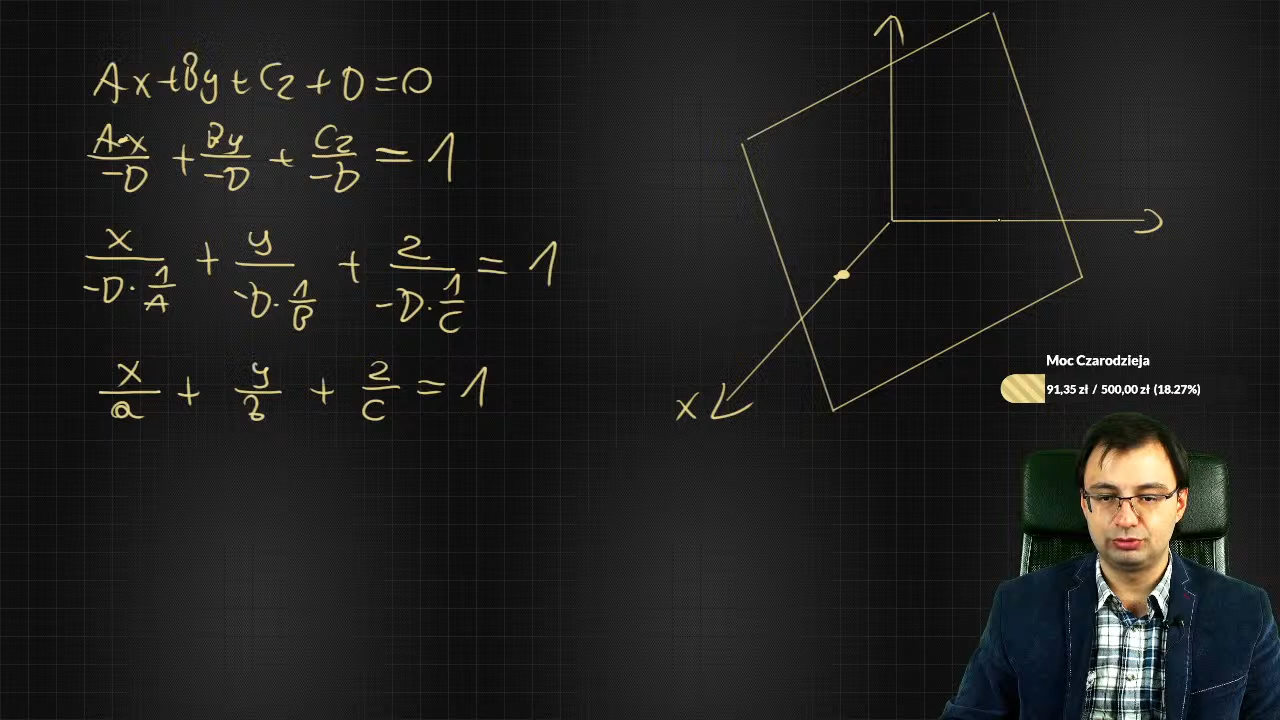 Ax+By+Cz+D=0
Ax/-D + By/-D + Cz/-D = 1
x/(-D·1/A) + y/(-D·1/B) + z/(-D·1/C) = 1
x/a + y/b + z/c = 1
x
Moc Czarodzieja
91,35 zł / 500,00 zł (18.27%)